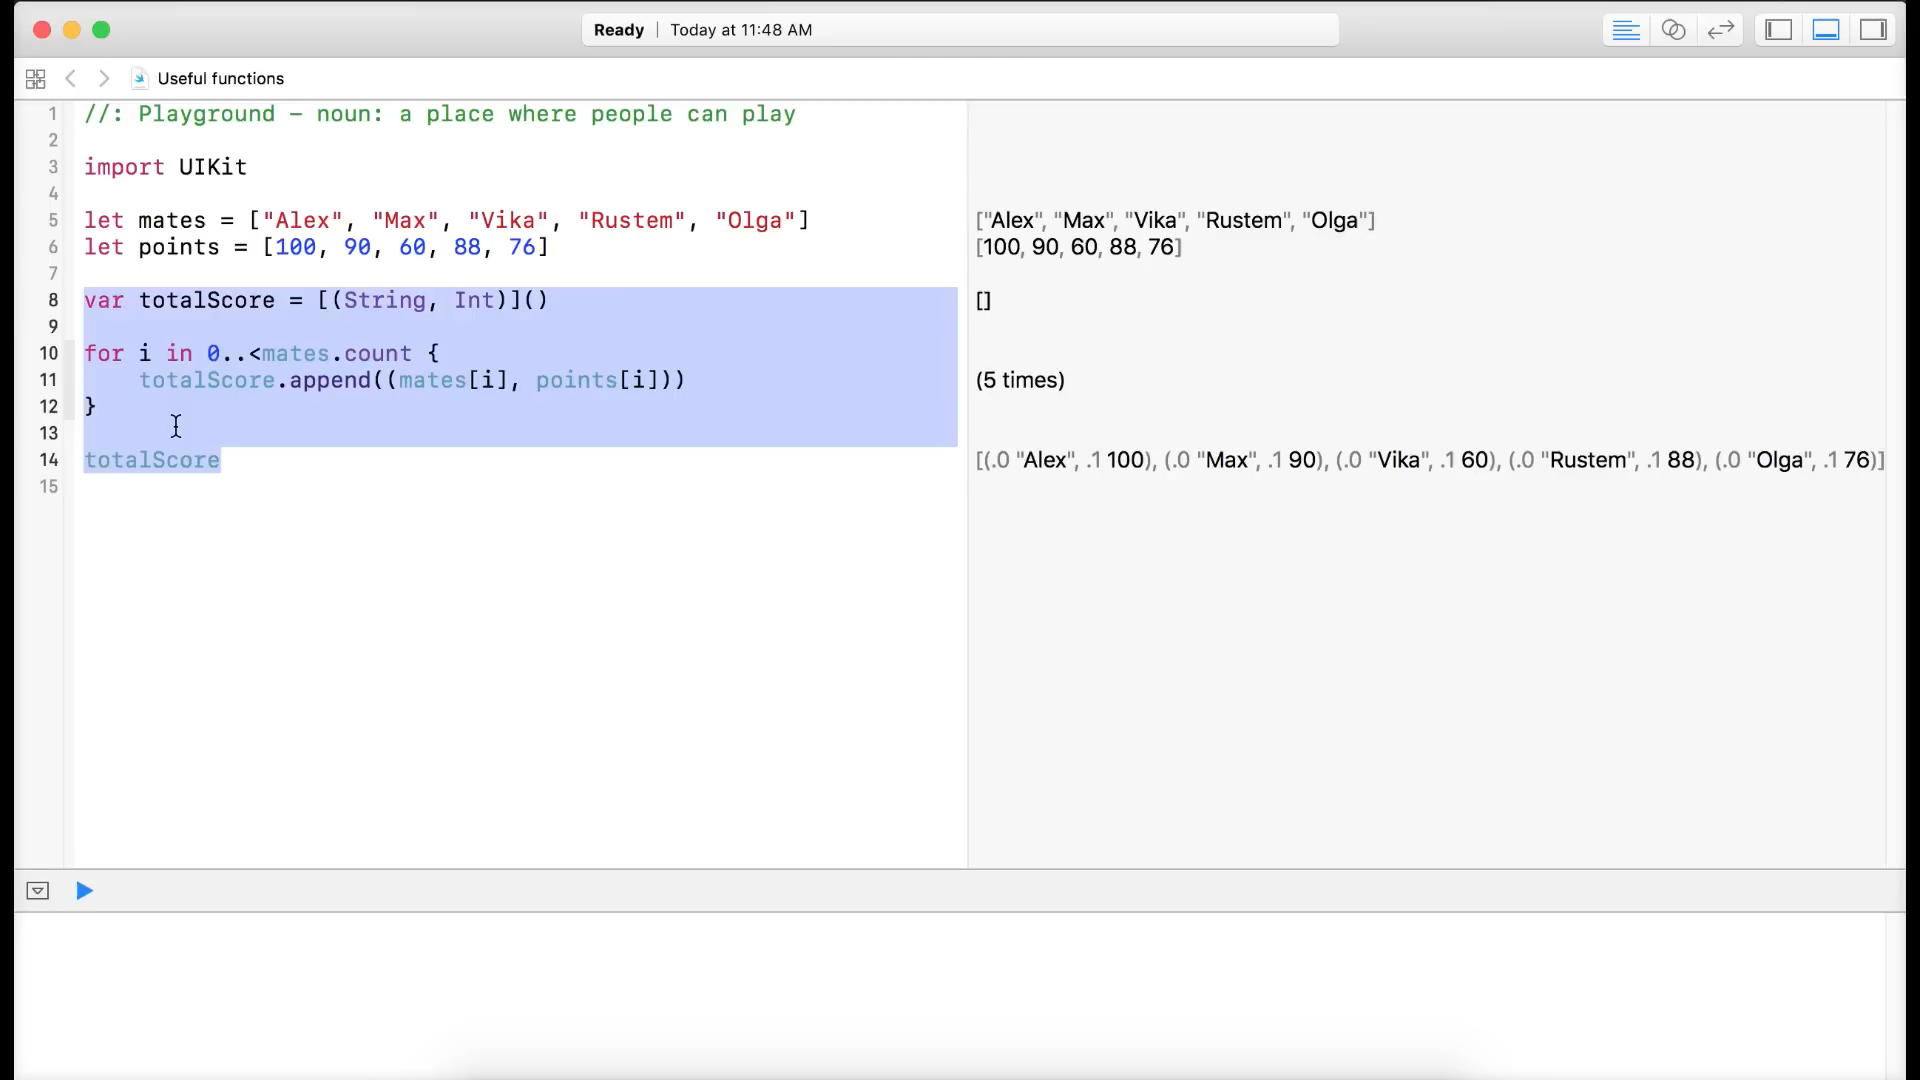 Ready | Today at 11:48 AM
Useful functions
1 //: Playground – noun: a place where people can play
2
3 import UIKit
4
5 let mates = ["Alex", "Max", "Vika", "Rustem", "Olga"] ["Alex", "Max", "Vika", "Rustem", "Olga"]
6 let points = [100, 90, 60, 88, 76] [100, 90, 60, 88, 76]
7
8 var totalScore = [(String, Int)]() []
9
10 for i in 0..<mates.count {
11 totalScore.append((mates[i], points[i])) (5 times)
12 }
13
14 totalScore [(.0 "Alex", .1 100), (.0 "Max", .1 90), (.0 "Vika", .1 60), (.0 "Rustem", .1 88), (.0 "Olga", .1 76)]
15